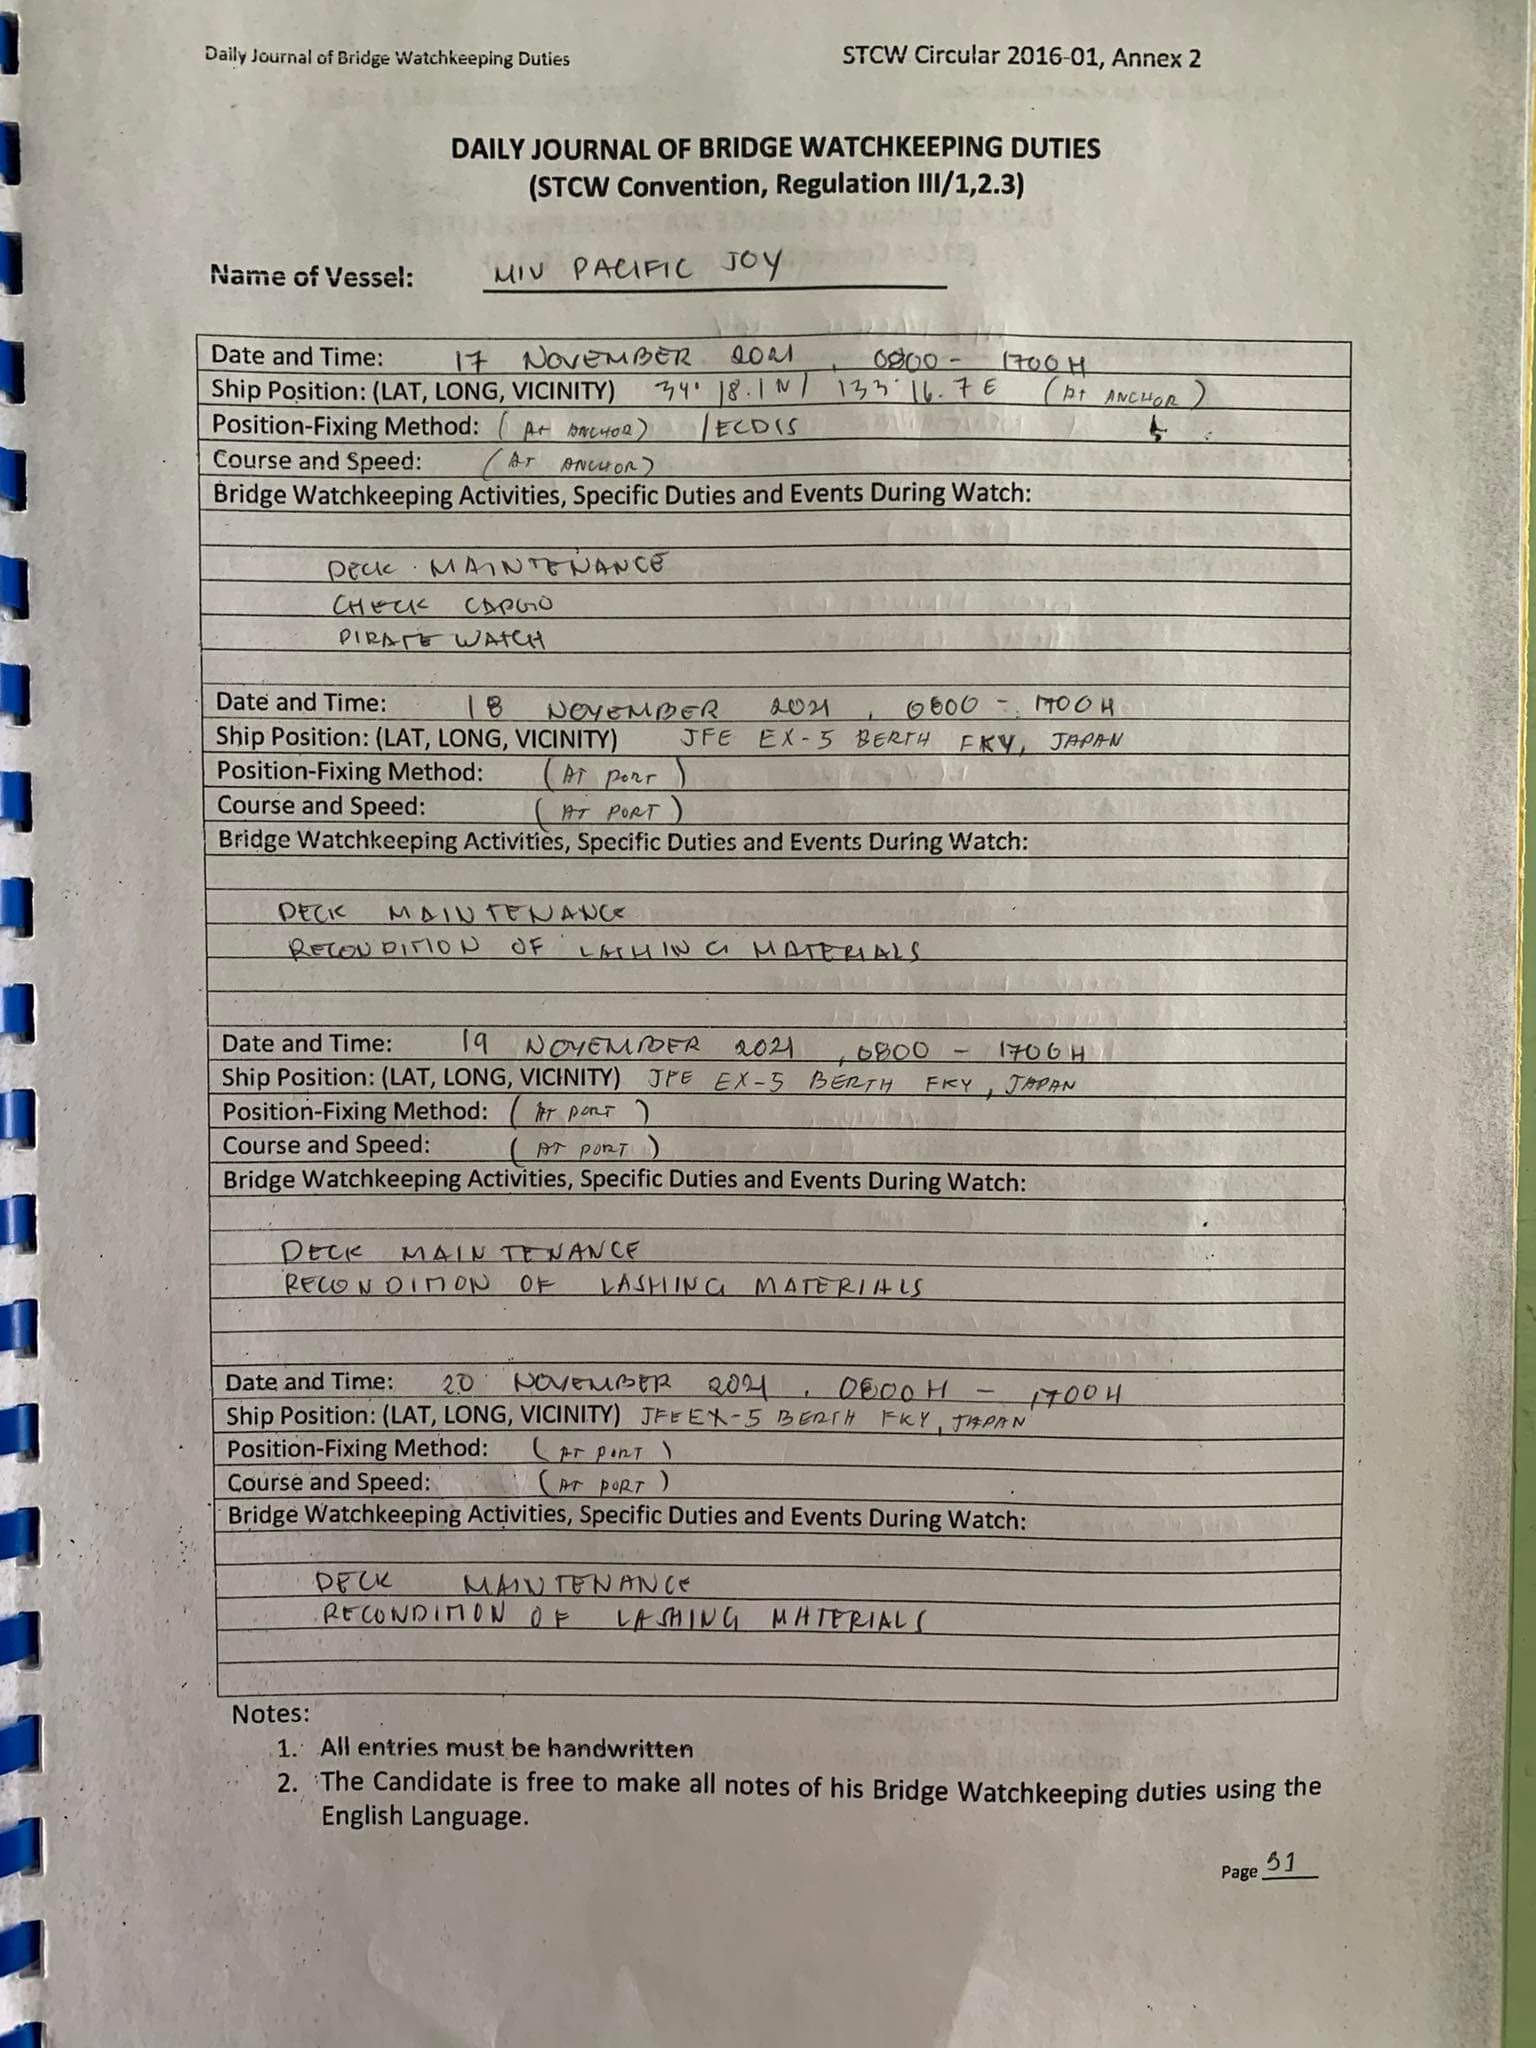 Daily Journal of Bridge Watchkeeping Duties STCW Circular 2016-01, Annex 2
DAILY JOURNAL OF BRIDGE WATCHKEEPING DUTIES
(STCW Convention, Regulation III/1,2.3)
Name of Vessel: M/V PACIFIC JOY
Date and Time: 17 NOVEMBER 2021, 0800 - 1700H
Ship Position: (LAT, LONG, VICINITY) 34° 18.1 N / 133° 16.7 E (At ANCHOR)
Position-Fixing Method: (At ANCHOR) / ECDIS
Course and Speed: (AT ANCHOR)
Bridge Watchkeeping Activities, Specific Duties and Events During Watch:
DECK MAINTENANCE
CHECK CARGO
PIRATE WATCH
Date and Time: 18 NOVEMBER 2021, 0800 - 1700H
Ship Position: (LAT, LONG, VICINITY) JFE EX-5 BERTH FKY, JAPAN
Position-Fixing Method: (AT PORT)
Course and Speed: (AT PORT)
Bridge Watchkeeping Activities, Specific Duties and Events During Watch:
DECK MAINTENANCE
RECONDITION OF LASHING MATERIALS
Date and Time: 19 NOVEMBER 2021, 0800 - 1700H
Ship Position: (LAT, LONG, VICINITY) JFE EX-5 BERTH FKY, JAPAN
Position-Fixing Method: (AT PORT)
Course and Speed: (AT PORT)
Bridge Watchkeeping Activities, Specific Duties and Events During Watch:
DECK MAINTENANCE
RECONDITION OF LASHING MATERIALS
Date and Time: 20 NOVEMBER 2021, 0800H - 1700H
Ship Position: (LAT, LONG, VICINITY) JFE EX-5 BERTH FKY, JAPAN
Position-Fixing Method: (AT PORT)
Course and Speed: (AT PORT)
Bridge Watchkeeping Activities, Specific Duties and Events During Watch:
DECK MAINTENANCE
RECONDITION OF LASHING MATERIALS
Notes:
1. All entries must be handwritten
2. The Candidate is free to make all notes of his Bridge Watchkeeping duties using the
English Language.
Page 31